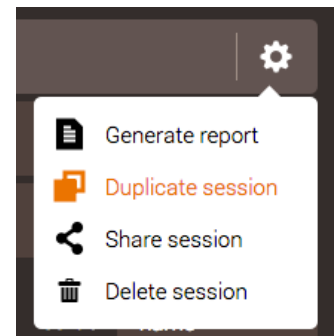 Generate report
Duplicate session
Share session
Delete session